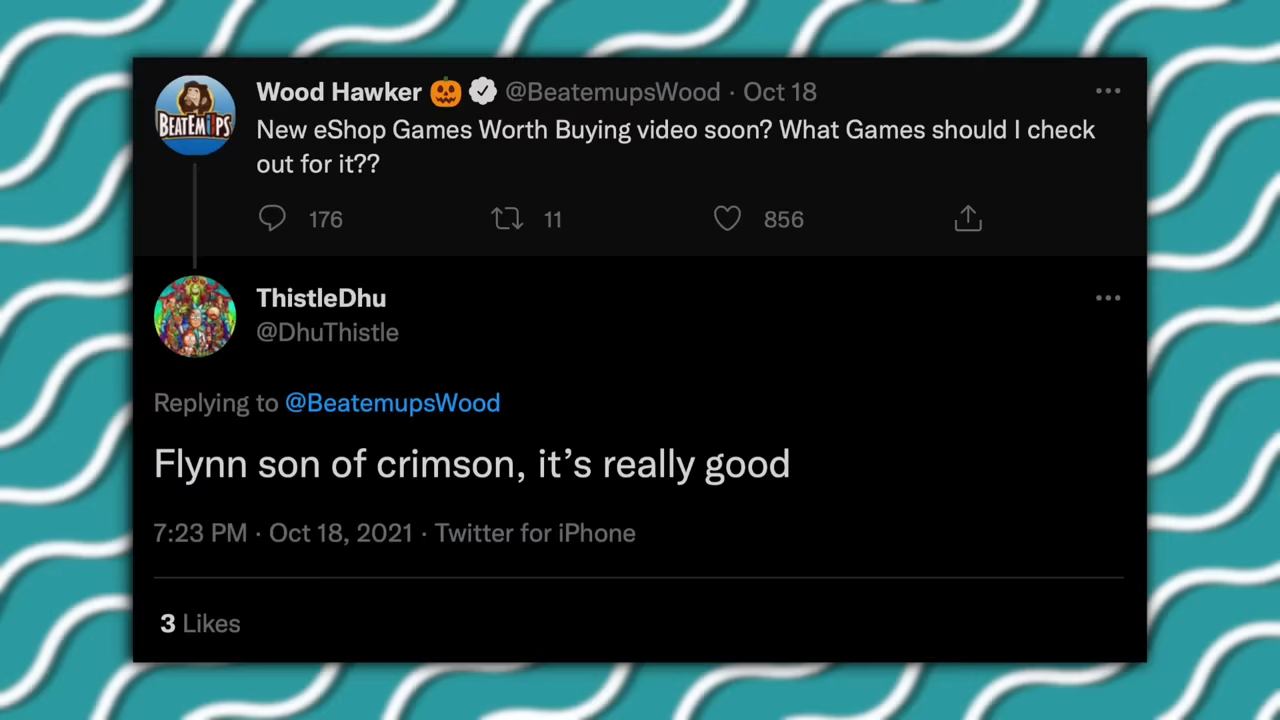 Wood Hawker @BeatemupsWood · Oct 18
New eShop Games Worth Buying video soon? What Games should I check
out for it??
176 11 856
BEATEMUPS
ThistleDhu
@DhuThistle
Replying to @BeatemupsWood
Flynn son of crimson, it’s really good
7:23 PM · Oct 18, 2021 · Twitter for iPhone
3 Likes